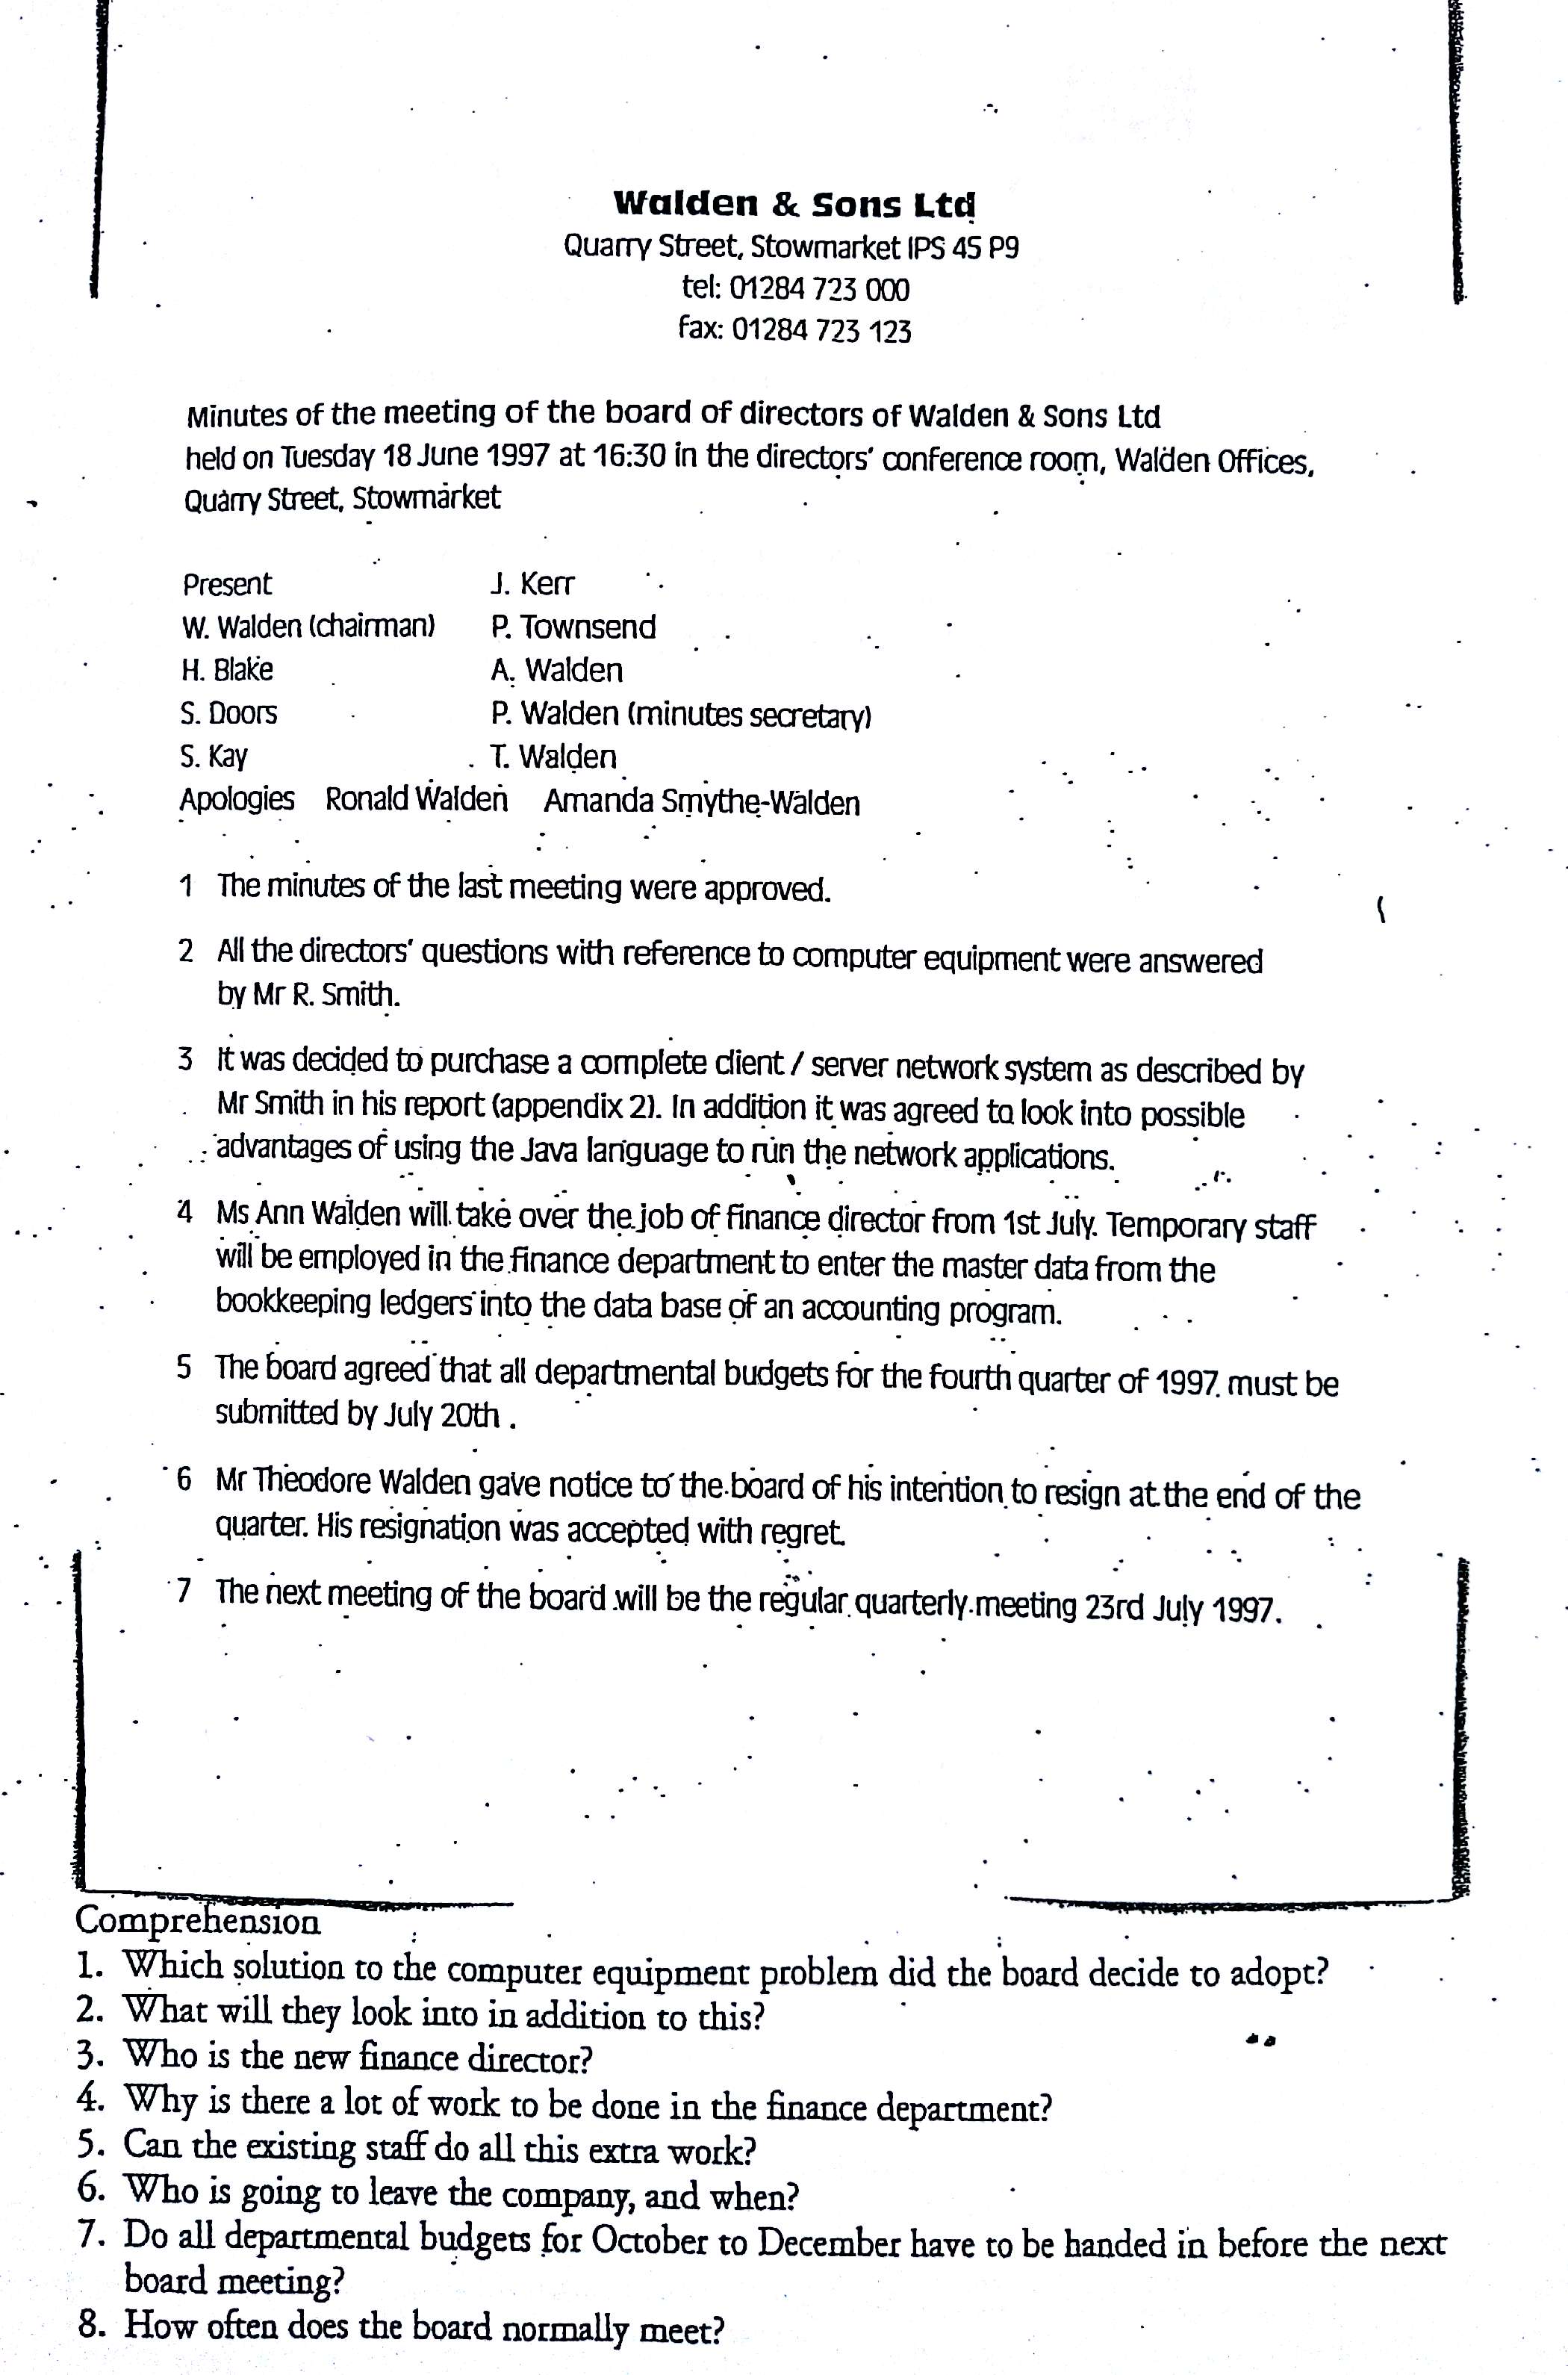 Walden & Sons Ltd
Quarry Street, Stowmarket IPS 45 P9
tel: 01284 723 000
fax: 01284 723 123
Minutes of the meeting of the board of directors of Walden & Sons Ltd
held on Tuesday 18 June 1997 at 16:30 in the directors' conference room, Walden Offices,
Quarry Street, Stowmarket
Present J. Kerr
W. Walden (chairman) P. Townsend
H. Blake A. Walden
S. Doors P. Walden (minutes secretary)
S. Kay T. Walden
Apologies Ronald Walden Amanda Smythe-Walden
1 The minutes of the last meeting were approved.
2 All the directors' questions with reference to computer equipment were answered
by Mr R. Smith.
3 It was decided to purchase a complete client / server network system as described by
Mr Smith in his report (appendix 2). In addition it was agreed to look into possible
advantages of using the Java language to run the network applications.
4 Ms Ann Walden will take over the job of finance director from 1st July. Temporary staff
will be employed in the finance department to enter the master data from the
bookkeeping ledgers into the data base of an accounting program.
5 The board agreed that all departmental budgets for the fourth quarter of 1997 must be
submitted by July 20th.
6 Mr Theodore Walden gave notice to the board of his intention to resign at the end of the
quarter. His resignation was accepted with regret.
7 The next meeting of the board will be the regular quarterly meeting 23rd July 1997.
Comprehension
1. Which solution to the computer equipment problem did the board decide to adopt?
2. What will they look into in addition to this?
3. Who is the new finance director?
4. Why is there a lot of work to be done in the finance department?
5. Can the existing staff do all this extra work?
6. Who is going to leave the company, and when?
7. Do all departmental budgets for October to December have to be handed in before the next
board meeting?
8. How often does the board normally meet?